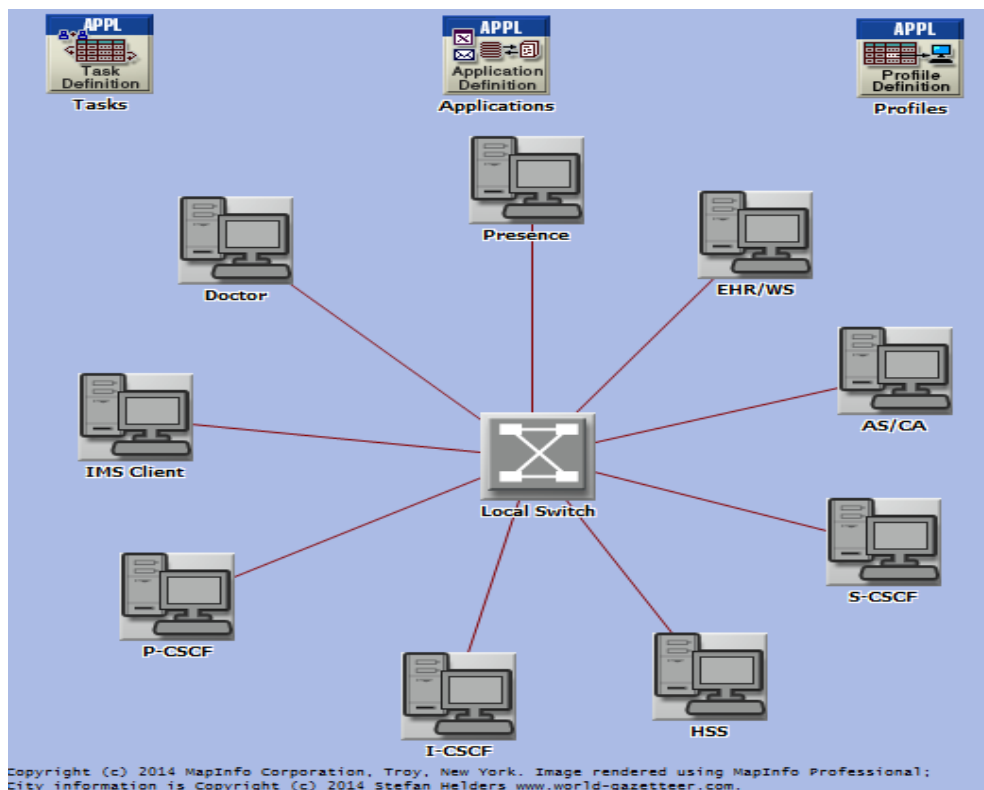 APPL
Task
Definition
Tasks
APPL
Application
Definition
Applications
APPL
Profiile
Definition
Profiles
Presence
Doctor
EHR/WS
AS/CA
IMS Client
Local Switch
S-CSCF
P-CSCF
HSS
I-CSCF
Copyright (c) 2014 MapInfo Corporation, Troy, New York. Image rendered using MapInfo Professional;
City information is Copyright (c) 2014 Stefan Helders www.world-gazetteer.com.